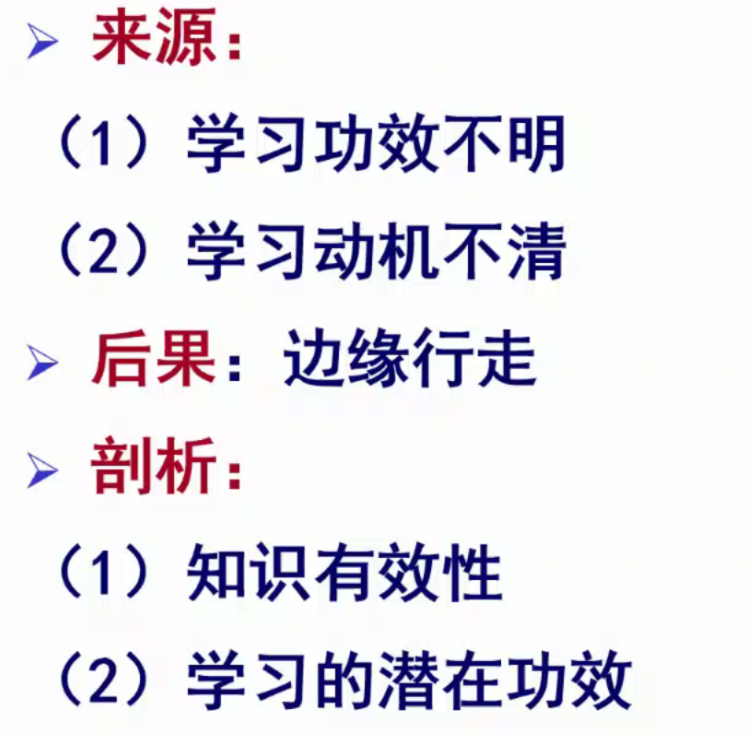 来源：
（1）学习功效不明
（2）学习动机不清
后果：边缘行走
剖析：
（1）知识有效性
（2）学习的潜在功效